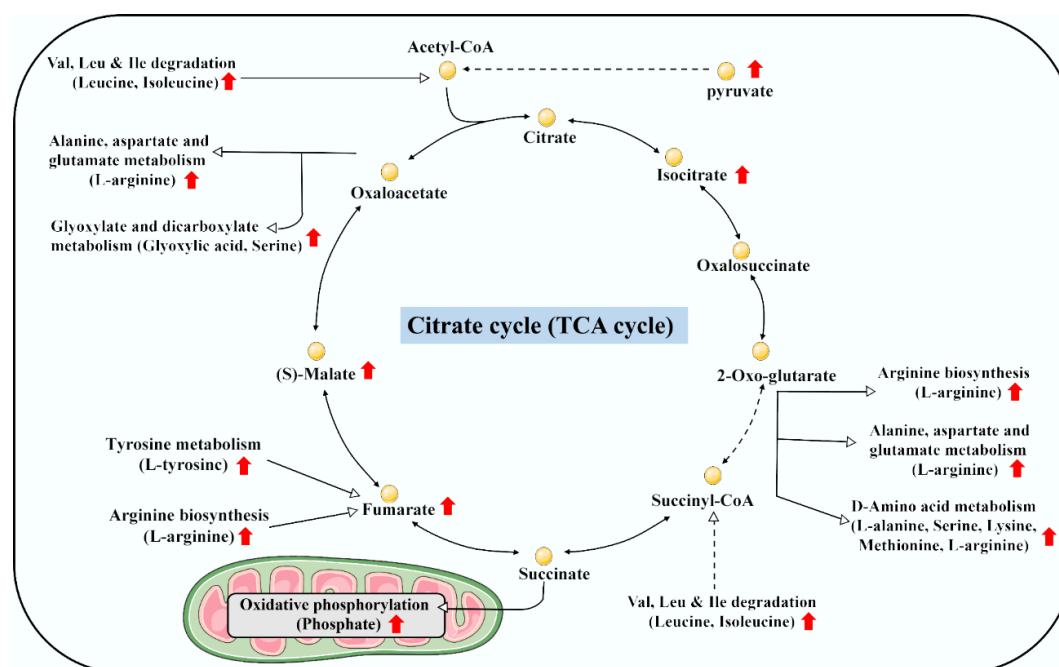 Acetyl-CoA
Val, Leu & Ile degradation
(Leucine, Isoleucine)
pyruvate
Citrate
Alanine, aspartate and
glutamate metabolism
(L-arginine)
Oxaloacetate
Isocitrate
Glyoxylate and dicarboxylate
metabolism (Glyoxylic acid, Serine)
Oxalosuccinate
Citrate cycle (TCA cycle)
(S)-Malate
2-Oxo-glutarate
Arginine biosynthesis
(L-arginine)
Alanine, aspartate and
glutamate metabolism
(L-arginine)
Tyrosine metabolism
(L-tyrosine)
Succinyl-CoA
Fumarate
D-Amino acid metabolism
(L-alanine, Serine, Lysine,
Methionine, L-arginine)
Arginine biosynthesis
(L-arginine)
Succinate
Oxidative phosphorylation
(Phosphate)
Val, Leu & Ile degradation
(Leucine, Isoleucine)